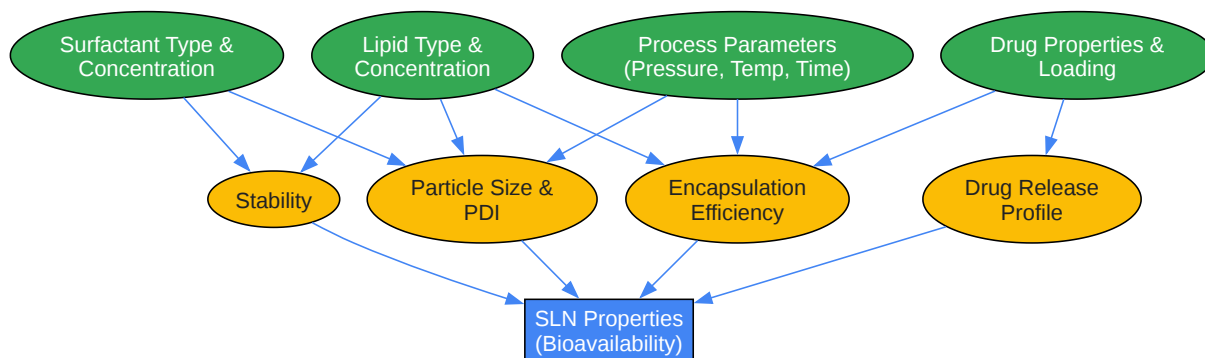 Surfactant Type &
Concentration
Lipid Type &
Concentration
Process Parameters
(Pressure, Temp, Time)
Drug Properties &
Loading
Stability
Particle Size &
PDI
Encapsulation
Efficiency
Drug Release
Profile
SLN Properties
(Bioavailability)